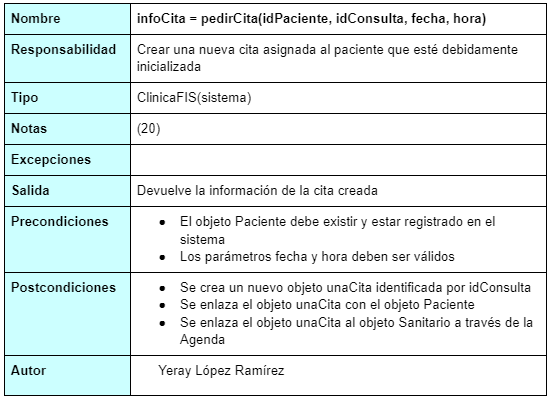 Nombre infoCita = pedirCita(idPaciente, idConsulta, fecha, hora)
Responsabilidad Crear una nueva cita asignada al paciente que esté debidamente
inicializada
Tipo ClinicaFIS(sistema)
Notas (20)
Excepciones
Salida Devuelve la información de la cita creada
Precondiciones ● El objeto Paciente debe existir y estar registrado en el
sistema
● Los parámetros fecha y hora deben ser válidos
Postcondiciones ● Se crea un nuevo objeto unaCita identificada por idConsulta
● Se enlaza el objeto unaCita con el objeto Paciente
● Se enlaza el objeto unaCita al objeto Sanitario a través de la
Agenda
Autor Yeray López Ramírez